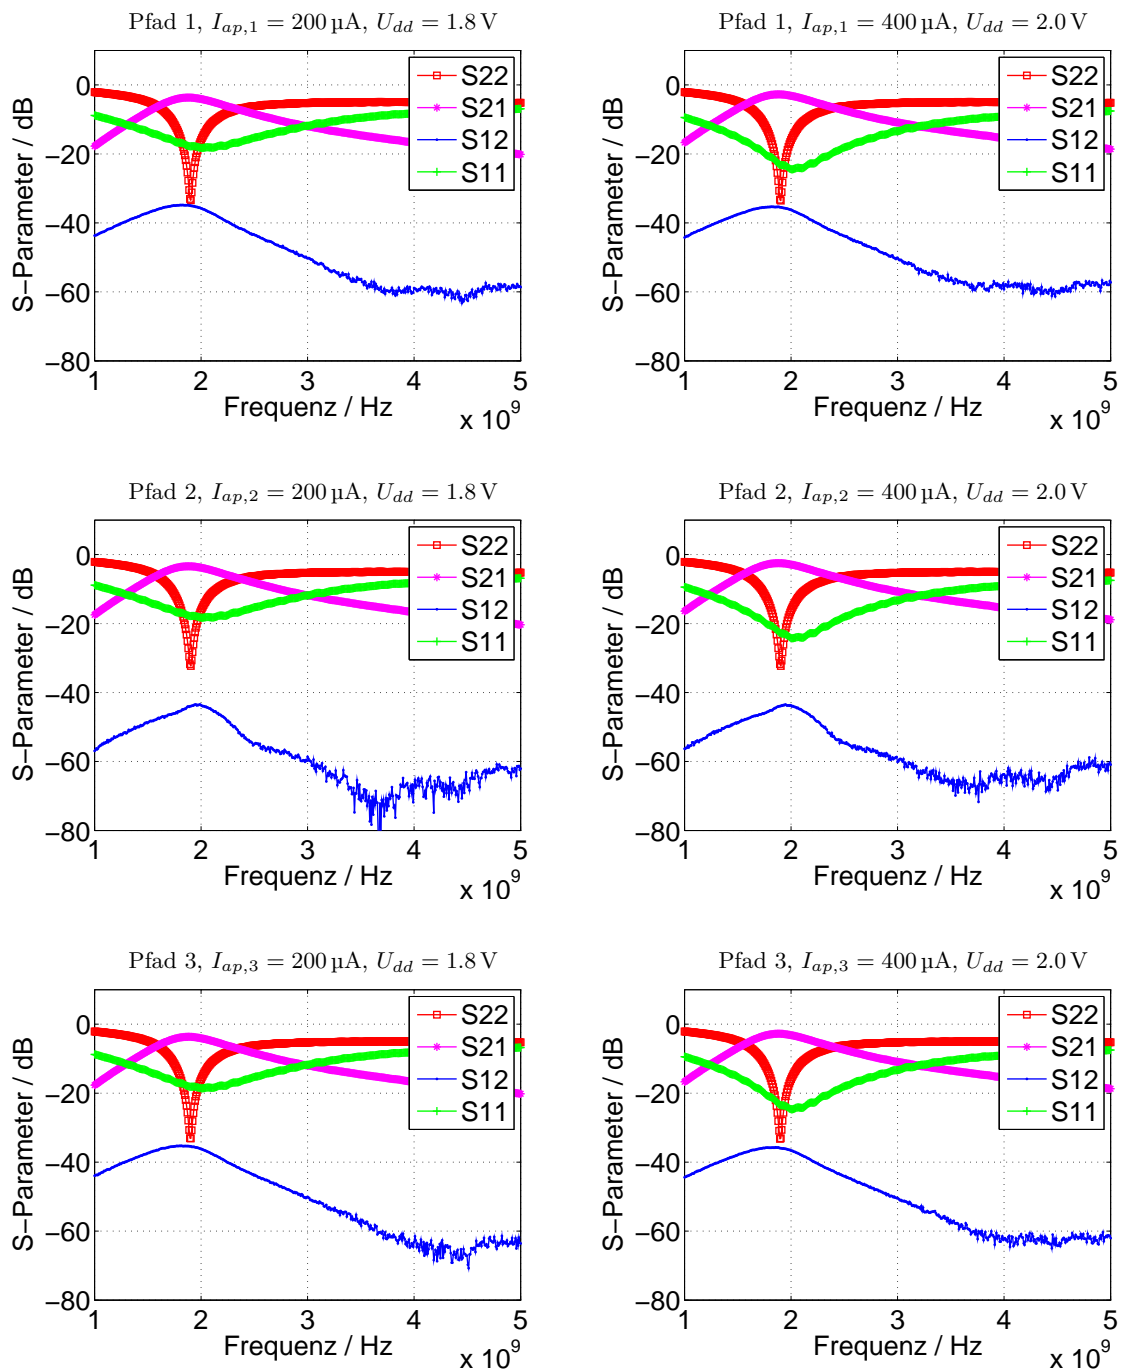 Pfad 1, I_{ap,1} = 200 µA, U_{dd} = 1.8 V
S−Parameter / dB
0
−20
−40
−60
−80
S22
S21
S12
S11
1 2 3 4 5
Frequenz / Hz
x 10^9
Pfad 1, I_{ap,1} = 400 µA, U_{dd} = 2.0 V
S−Parameter / dB
0
−20
−40
−60
−80
S22
S21
S12
S11
1 2 3 4 5
Frequenz / Hz
x 10^9
Pfad 2, I_{ap,2} = 200 µA, U_{dd} = 1.8 V
S−Parameter / dB
0
−20
−40
−60
−80
S22
S21
S12
S11
1 2 3 4 5
Frequenz / Hz
x 10^9
Pfad 2, I_{ap,2} = 400 µA, U_{dd} = 2.0 V
S−Parameter / dB
0
−20
−40
−60
−80
S22
S21
S12
S11
1 2 3 4 5
Frequenz / Hz
x 10^9
Pfad 3, I_{ap,3} = 200 µA, U_{dd} = 1.8 V
S−Parameter / dB
0
−20
−40
−60
−80
S22
S21
S12
S11
1 2 3 4 5
Frequenz / Hz
x 10^9
Pfad 3, I_{ap,3} = 400 µA, U_{dd} = 2.0 V
S−Parameter / dB
0
−20
−40
−60
−80
S22
S21
S12
S11
1 2 3 4 5
Frequenz / Hz
x 10^9